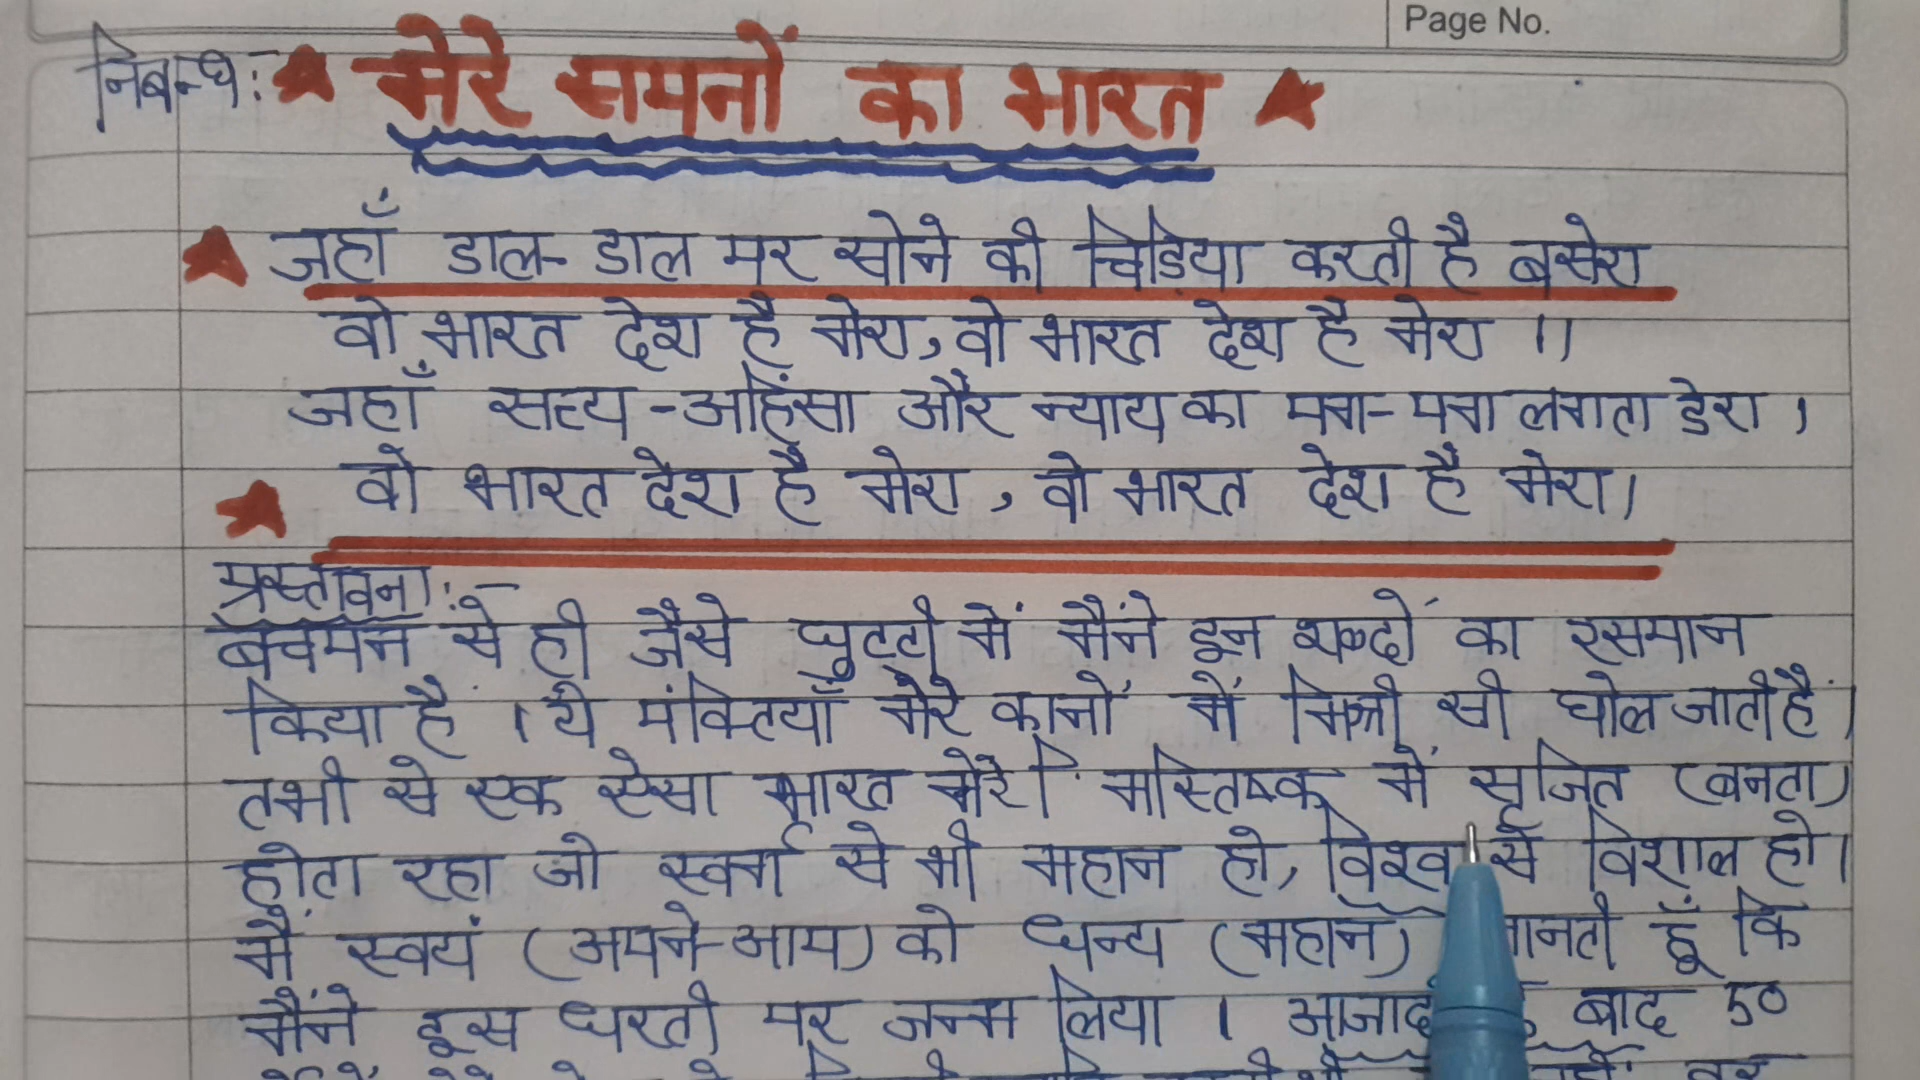 Page No.
निबन्ध:- मेरे सपनों का भारत
जहाँ डाल-डाल पर सोने की चिड़िया करती है बसेरा
वो भारत देश है मेरा, वो भारत देश है मेरा ।।
जहाँ सत्य-अहिंसा और न्याय का पग-पग लगता डेरा ।
वो भारत देश है मेरा, वो भारत देश है मेरा।
प्रस्तावना:-
बचपन से ही जैसे घुटटी में मैंने इन शब्दों का रसपान
किया है । ये पंक्तियाँ मेरे कानों में मिश्री सी घोल जाती हैं।
तभी से एक ऐसा भारत मेरे मस्तिष्क में सृजित (बनता)
होता रहा जो स्वर्ग से भी महान हो, विश्व से विशाल हो।
मैं स्वयं (अपने-आप) को धन्य (महान) मानती हूँ कि
मैंने इस धरती पर जन्म लिया । आजादी के बाद 50